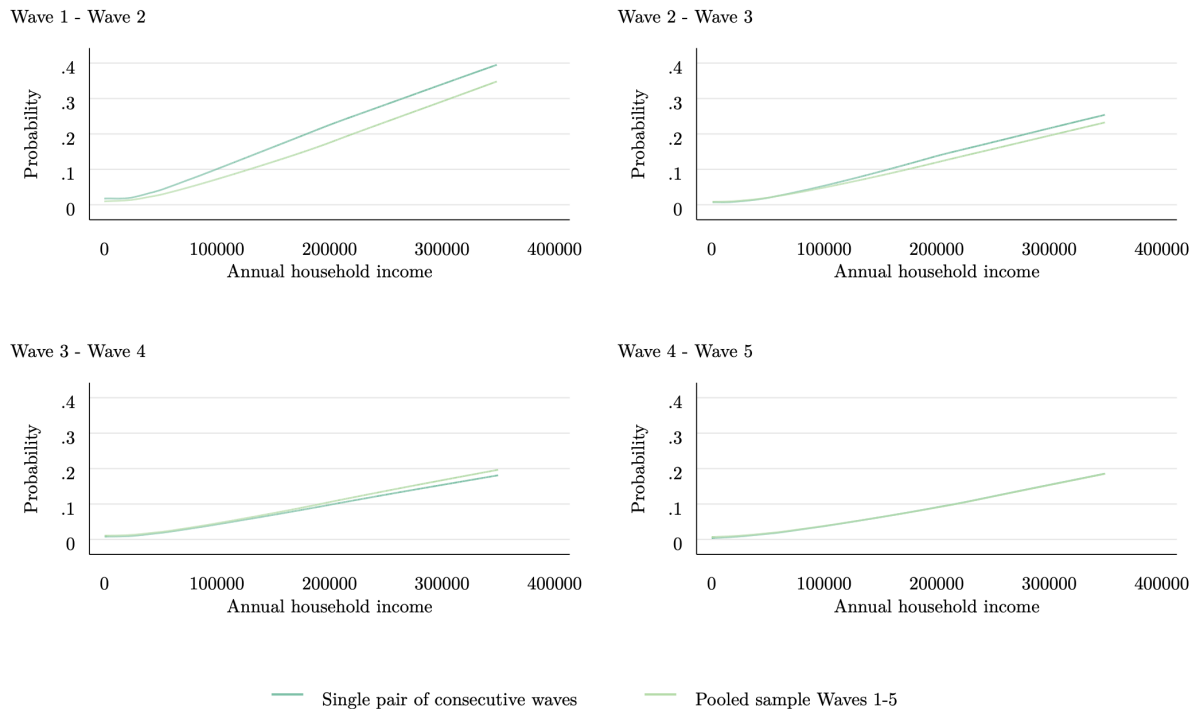 Wave 1 - Wave 2
Probability
.4
.3
.2
.1
0
0 100000 200000 300000 400000
Annual household income
Wave 2 - Wave 3
Probability
.4
.3
.2
.1
0
0 100000 200000 300000 400000
Annual household income
Wave 3 - Wave 4
Probability
.4
.3
.2
.1
0
0 100000 200000 300000 400000
Annual household income
Wave 4 - Wave 5
Probability
.4
.3
.2
.1
0
0 100000 200000 300000 400000
Annual household income
Single pair of consecutive waves
Pooled sample Waves 1-5